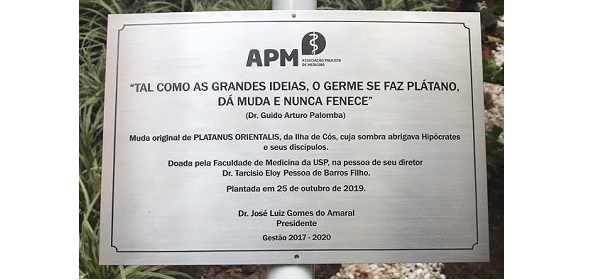 APM
ASSOCIAÇÃO PAULISTA
DE MEDICINA
"TAL COMO AS GRANDES IDEIAS, O GERME SE FAZ PLÁTANO,
DÁ MUDA E NUNCA FENECE"
(Dr. Guido Arturo Palomba)
Muda original de PLATANUS ORIENTALIS, da Ilha de Cós, cuja sombra abrigava Hipócrates
e seus discípulos.
Doada pela Faculdade de Medicina da USP, na pessoa de seu diretor
Dr. Tarcisio Eloy Pessoa de Barros Filho.
Plantada em 25 de outubro de 2019.
Dr. José Luiz Gomes do Amaral
Presidente
Gestão 2017 - 2020